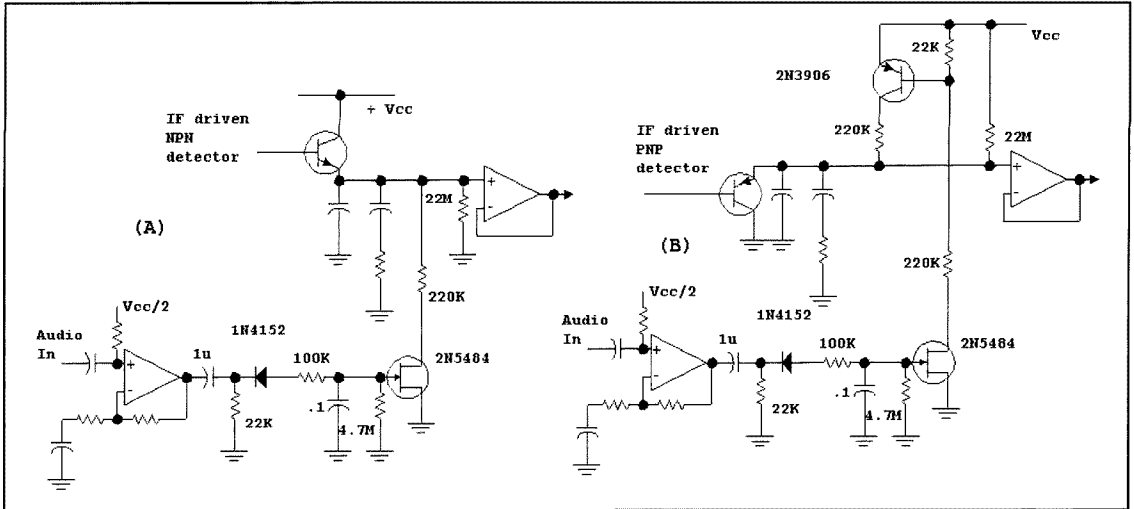 + Vcc
IF driven
NPN
detector
22M
(A)
220K
Vcc/2
Audio
In
1N4152
1u
100K
2N5484
22K
.1
4.7M
Vcc
22K
2N3906
220K
22M
IF driven
PNP
detector
(B)
220K
Vcc/2
Audio
In
1N4152
1u
100K
2N5484
22K
.1
4.7M